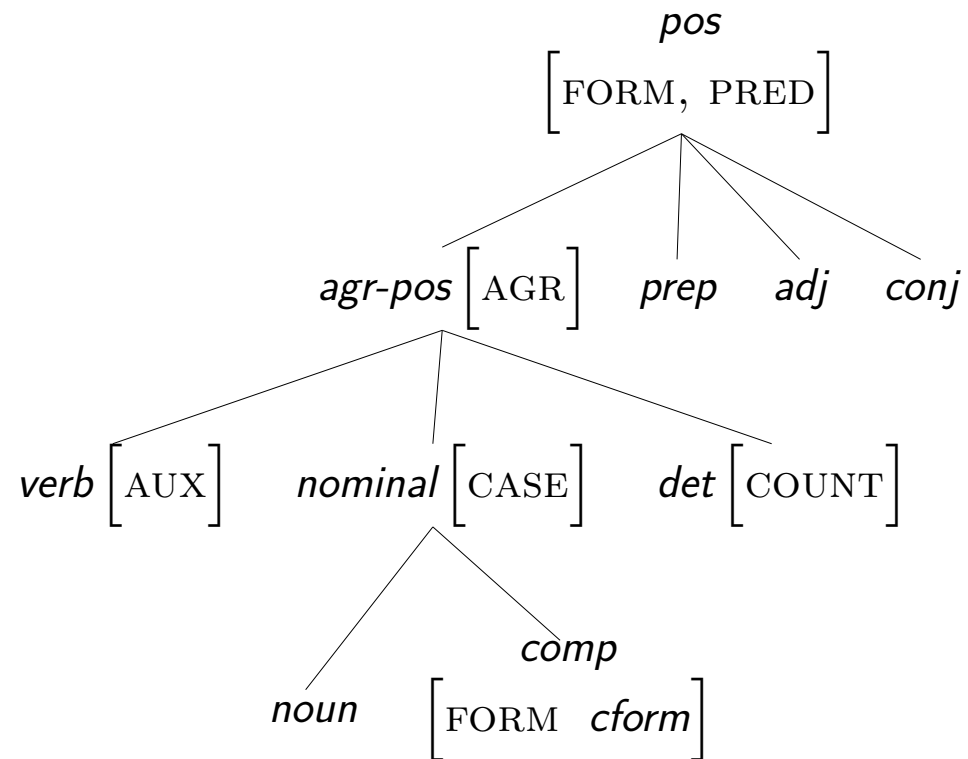 pos
[FORM, PRED]
agr-pos [AGR] prep adj conj
verb [AUX] nominal [CASE] det [COUNT]
comp
noun [FORM cform]